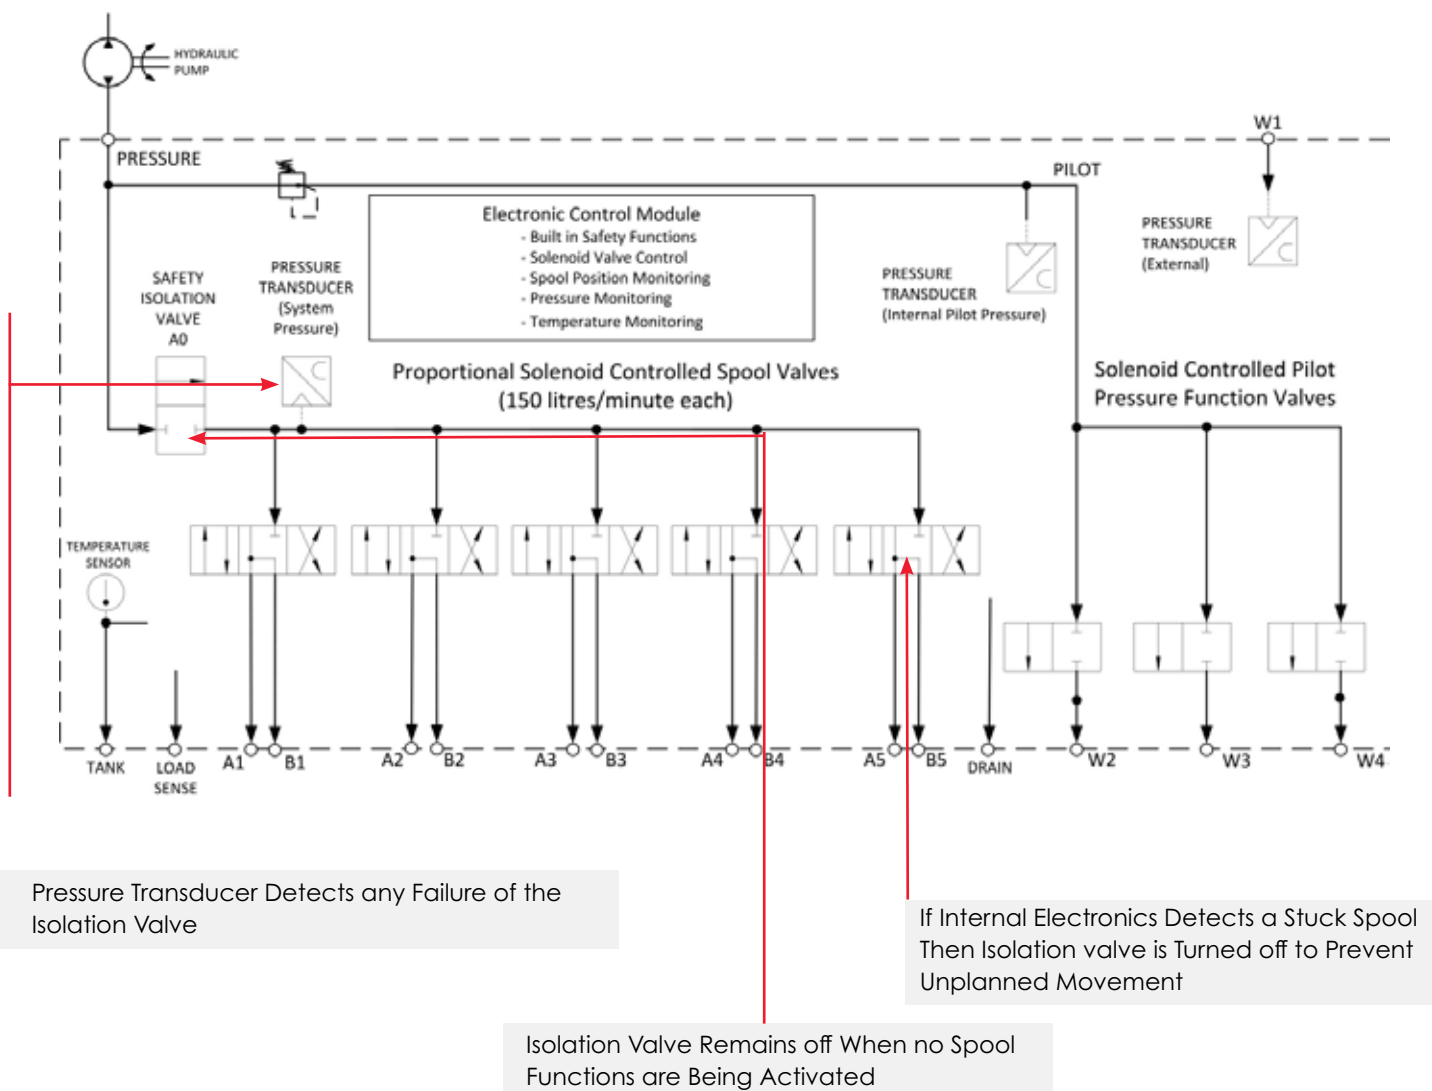 HYDRAULIC
PUMP
W1
PRESSURE
PILOT
Electronic Control Module
- Built in Safety Functions
- Solenoid Valve Control
- Spool Position Monitoring
- Pressure Monitoring
- Temperature Monitoring
PRESSURE
TRANSDUCER
(External)
SAFETY
ISOLATION
VALVE
A0
PRESSURE
TRANSDUCER
(System
Pressure)
PRESSURE
TRANSDUCER
(Internal Pilot Pressure)
Proportional Solenoid Controlled Spool Valves
(150 litres/minute each)
Solenoid Controlled Pilot
Pressure Function Valves
TEMPERATURE
SENSOR
TANK
LOAD
SENSE
A1
B1
A2
B2
A3
B3
A4
B4
A5
B5
DRAIN
W2
W3
W4
Pressure Transducer Detects any Failure of the
Isolation Valve
If Internal Electronics Detects a Stuck Spool
Then Isolation valve is Turned off to Prevent
Unplanned Movement
Isolation Valve Remains off When no Spool
Functions are Being Activated